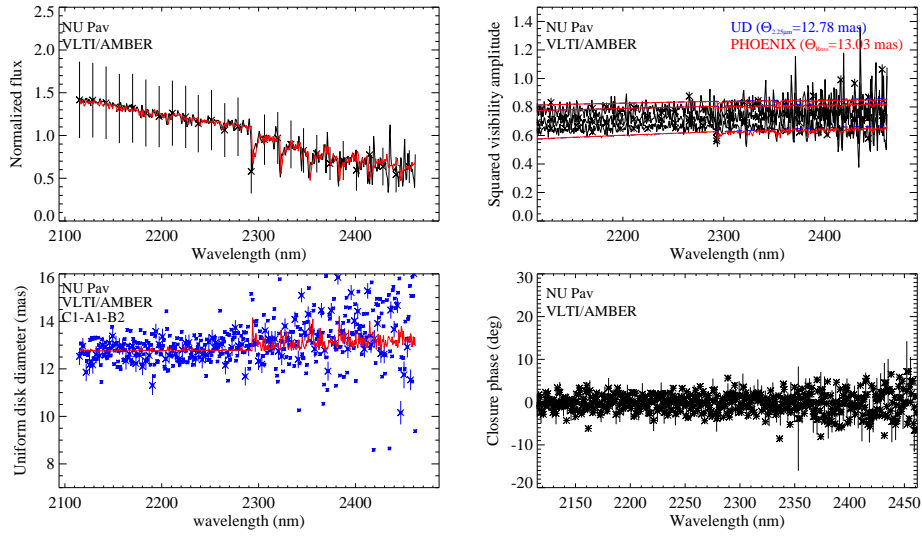 NU Pav
VLTI/AMBER
Normalized flux
2.5
2.0
1.5
1.0
0.5
0.0
2100 2200 2300 2400
Wavelength (nm)
NU Pav
VLTI/AMBER
UD (Θ2.25μm=12.78 mas)
PHOENIX (ΘRoss=13.03 mas)
Squared visibility amplitude
1.4
1.2
1.0
0.8
0.6
0.4
0.2
0.0
2200 2300 2400
Wavelength (nm)
NU Pav
VLTI/AMBER
C1-A1-B2
Uniform disk diameter (mas)
16
14
12
10
8
2100 2200 2300 2400
wavelength (nm)
NU Pav
VLTI/AMBER
Closure phase (deg)
30
20
10
0
-10
-20
2150 2200 2250 2300 2350 2400 2450
Wavelength (nm)